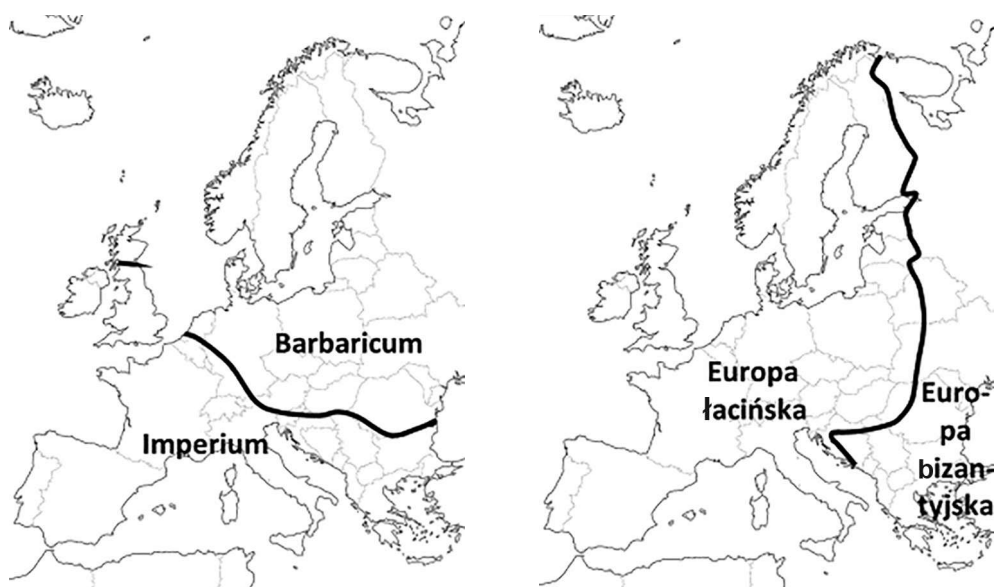 Barbaricum
Imperium
Europa
łacińska
Euro-
pa
bizan-
tyjska